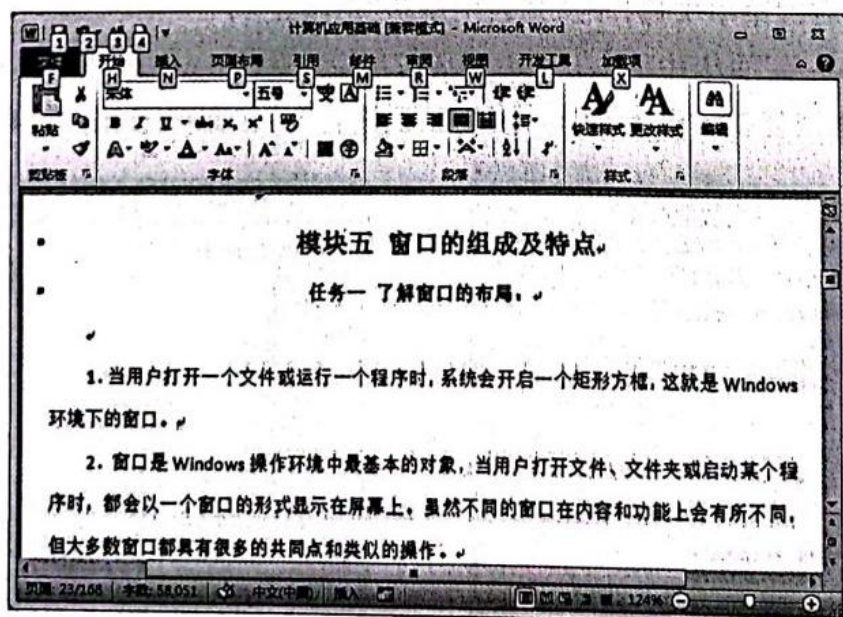 计算机应用基础 [兼容模式] - Microsoft Word
1 2 3 4
开始 插入 页面布局 引用 邮件 审阅 视图 开发工具 加载项
F H N P S M R W L X
宋体 五号
粘贴 快速样式 更改样式 编辑
剪贴板 字体 段落 样式
模块五 窗口的组成及特点
任务一 了解窗口的布局。
1. 当用户打开一个文件或运行一个程序时, 系统会开启一个矩形方框, 这就是 Windows
环境下的窗口。
2. 窗口是 Windows 操作环境中最基本的对象, 当用户打开文件、文件夹或启动某个程
序时, 都会以一个窗口的形式显示在屏幕上。虽然不同的窗口在内容和功能上会有所不同,
但大多数窗口都具有很多的共同点和类似的操作。
页面: 23/168 字数: 58,051 中文(中国) 插入 124%